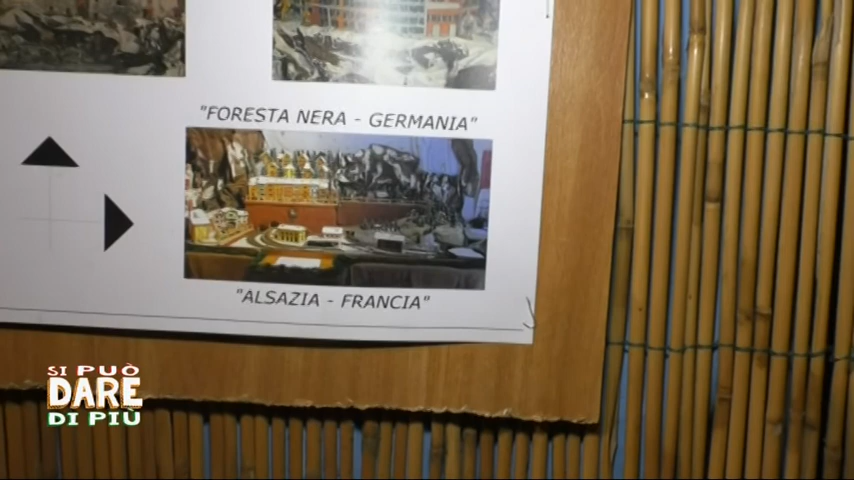 "FORESTA NERA - GERMANIA"
"ALSAZIA - FRANCIA"
SI PUÒ
DARE
DI PIÙ